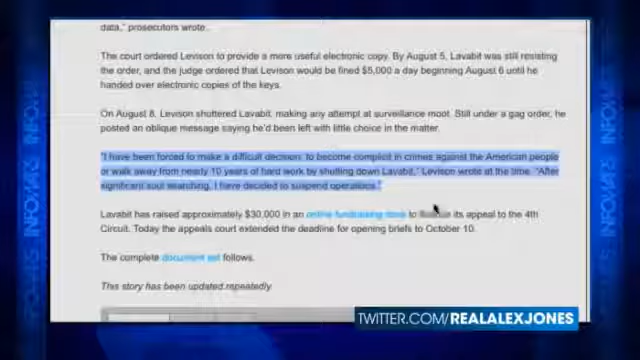 data," prosecutors wrote.
The court ordered Levison to provide a more useful electronic copy. By August 5, Lavabit was still resisting
the order, and the judge ordered that Levison would be fined $5,000 a day beginning August 6 until he
handed over electronic copies of the keys.
On August 8, Levison shuttered Lavabit, making any attempt at surveillance moot. Still under a gag order, he
posted an oblique message saying he'd been left with little choice in the matter.
"I have been forced to make a difficult decision: to become complicit in crimes against the American people
or walk away from nearly 10 years of hard work by shutting down Lavabit," Levison wrote at the time. "After
significant soul searching, I have decided to suspend operations."
Lavabit has raised approximately $30,000 in an online fundraising to its appeal to the 4th
Circuit. Today the appeals court extended the deadline for opening briefs to October 10.
The complete document set follows.
This story has been updated repeatedly
TWITTER.COM/REALALEXJONES
INFOWARS
INFOWARS